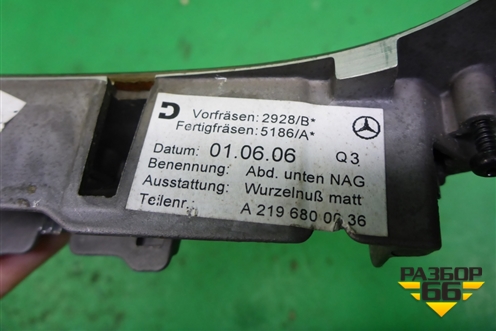 D Vorfräsen: 2928/B*
Fertigfräsen: 5186/A*
Datum: 01.06.06 Q3
Benennung: Abd. unten NAG
Ausstattung: Wurzelnuß matt
Teilenr.: A 219 680 00 36
РАЗБОР
66